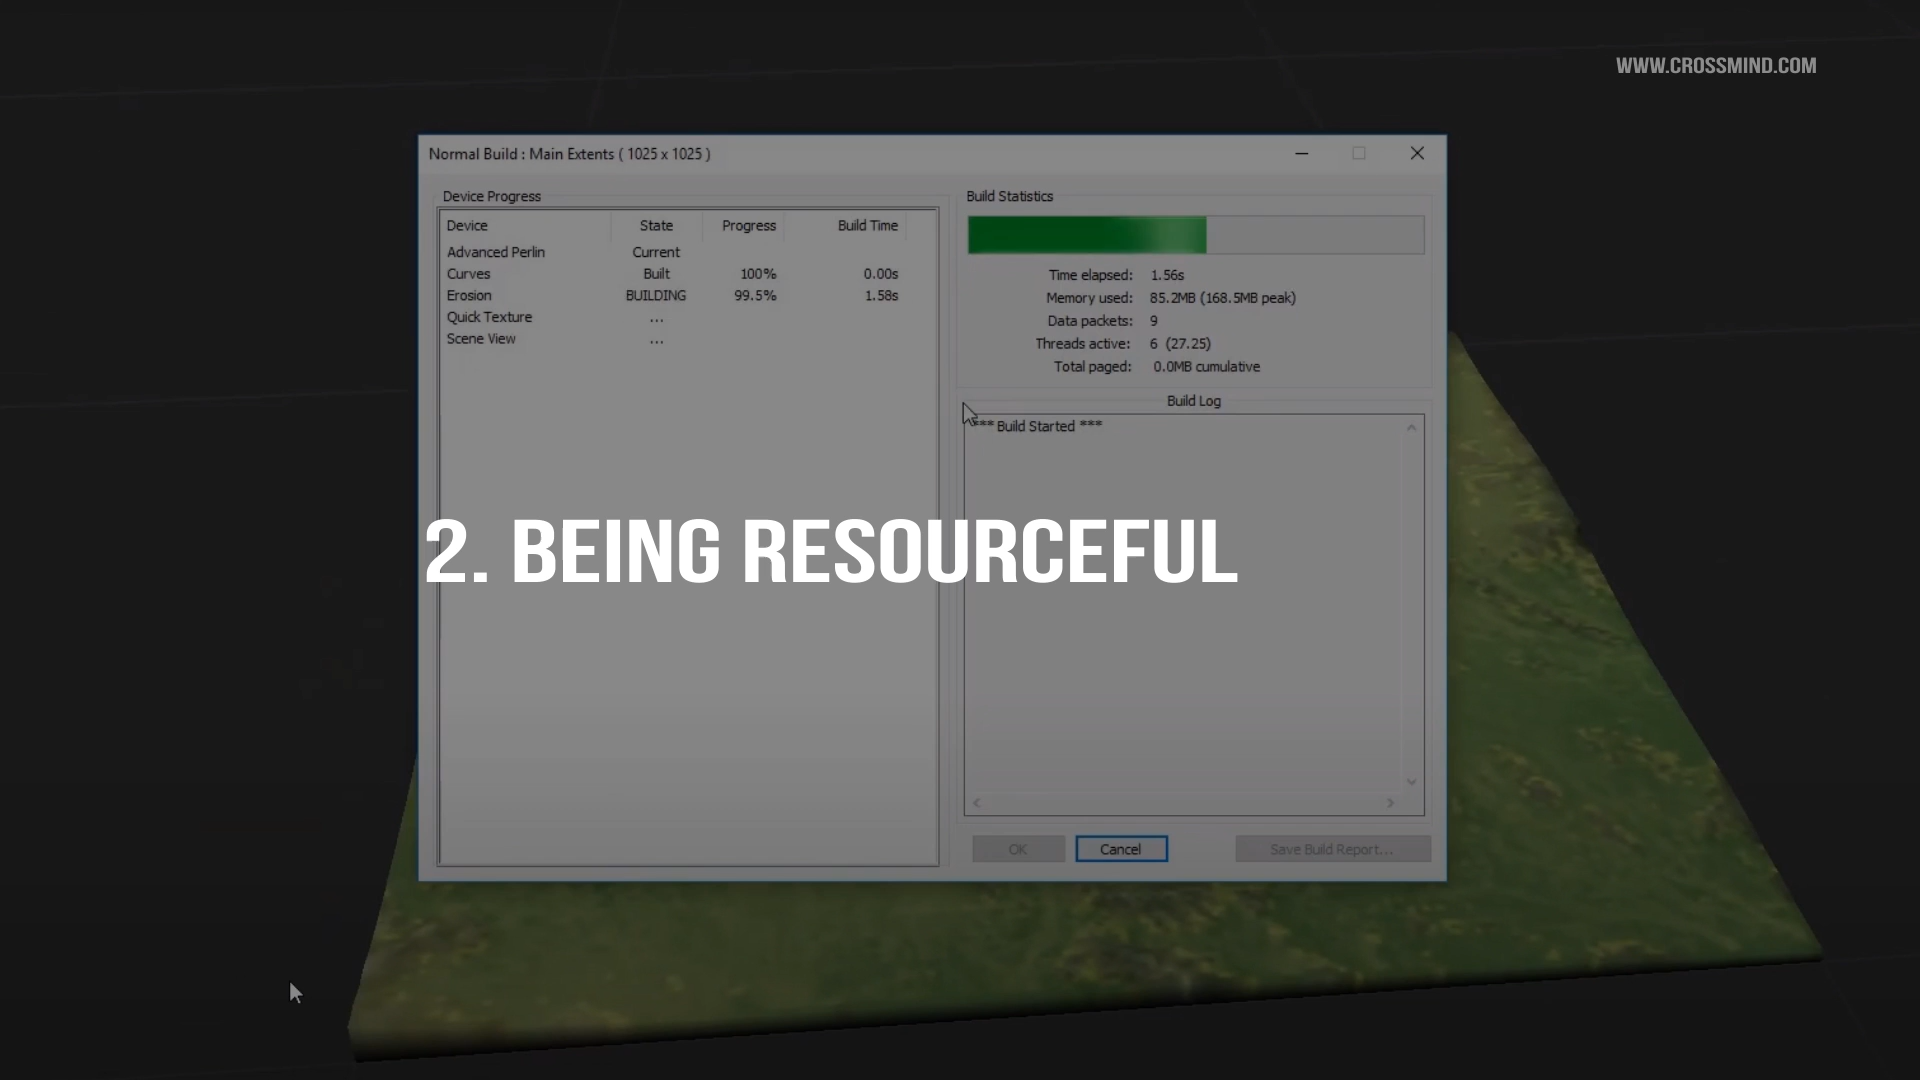 WWW.CROSSMIND.COM
Normal Build : Main Extents ( 1025 x 1025 )
Device Progress
Device State Progress Build Time
Advanced Perlin Current
Curves Built 100% 0.00s
Erosion BUILDING 99.5% 1.58s
Quick Texture ...
Scene View ...
Build Statistics
Time elapsed: 1.56s
Memory used: 85.2MB (168.5MB peak)
Data packets: 9
Threads active: 6 (27.25)
Total paged: 0.0MB cumulative
Build Log
*** Build Started ***
2. BEING RESOURCEFUL
OK Cancel Save Build Report...